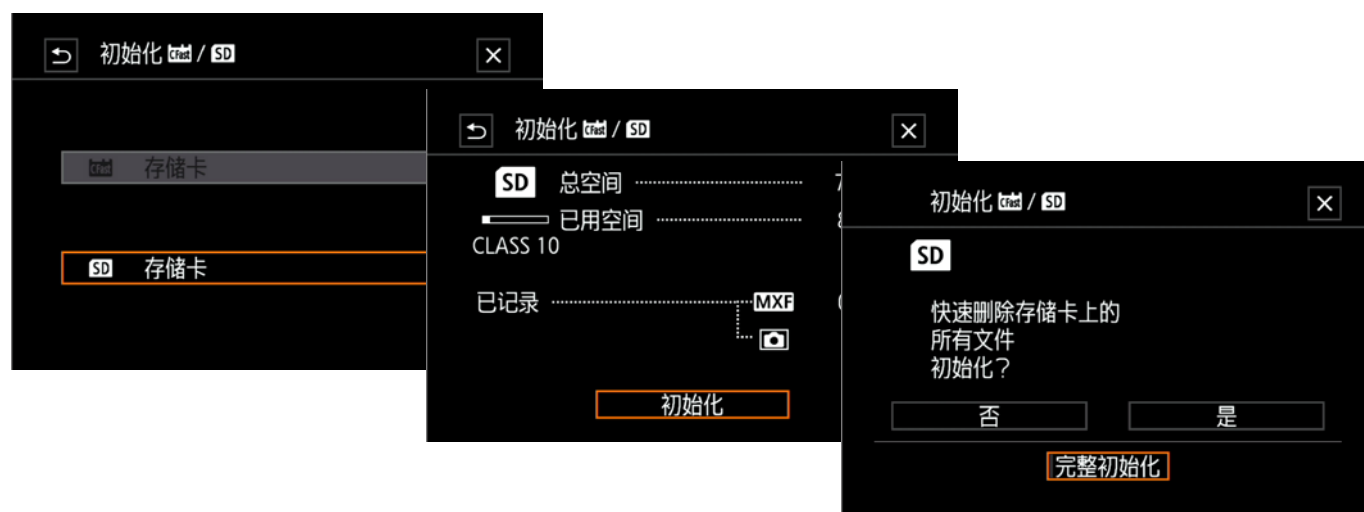 初始化 CFast / SD
CFast 存储卡
SD 存储卡
初始化 CFast / SD
SD 总空间
已用空间
CLASS 10
已记录 MXF
初始化
初始化 CFast / SD
SD
快速删除存储卡上的
所有文件
初始化?
否 是
完整初始化